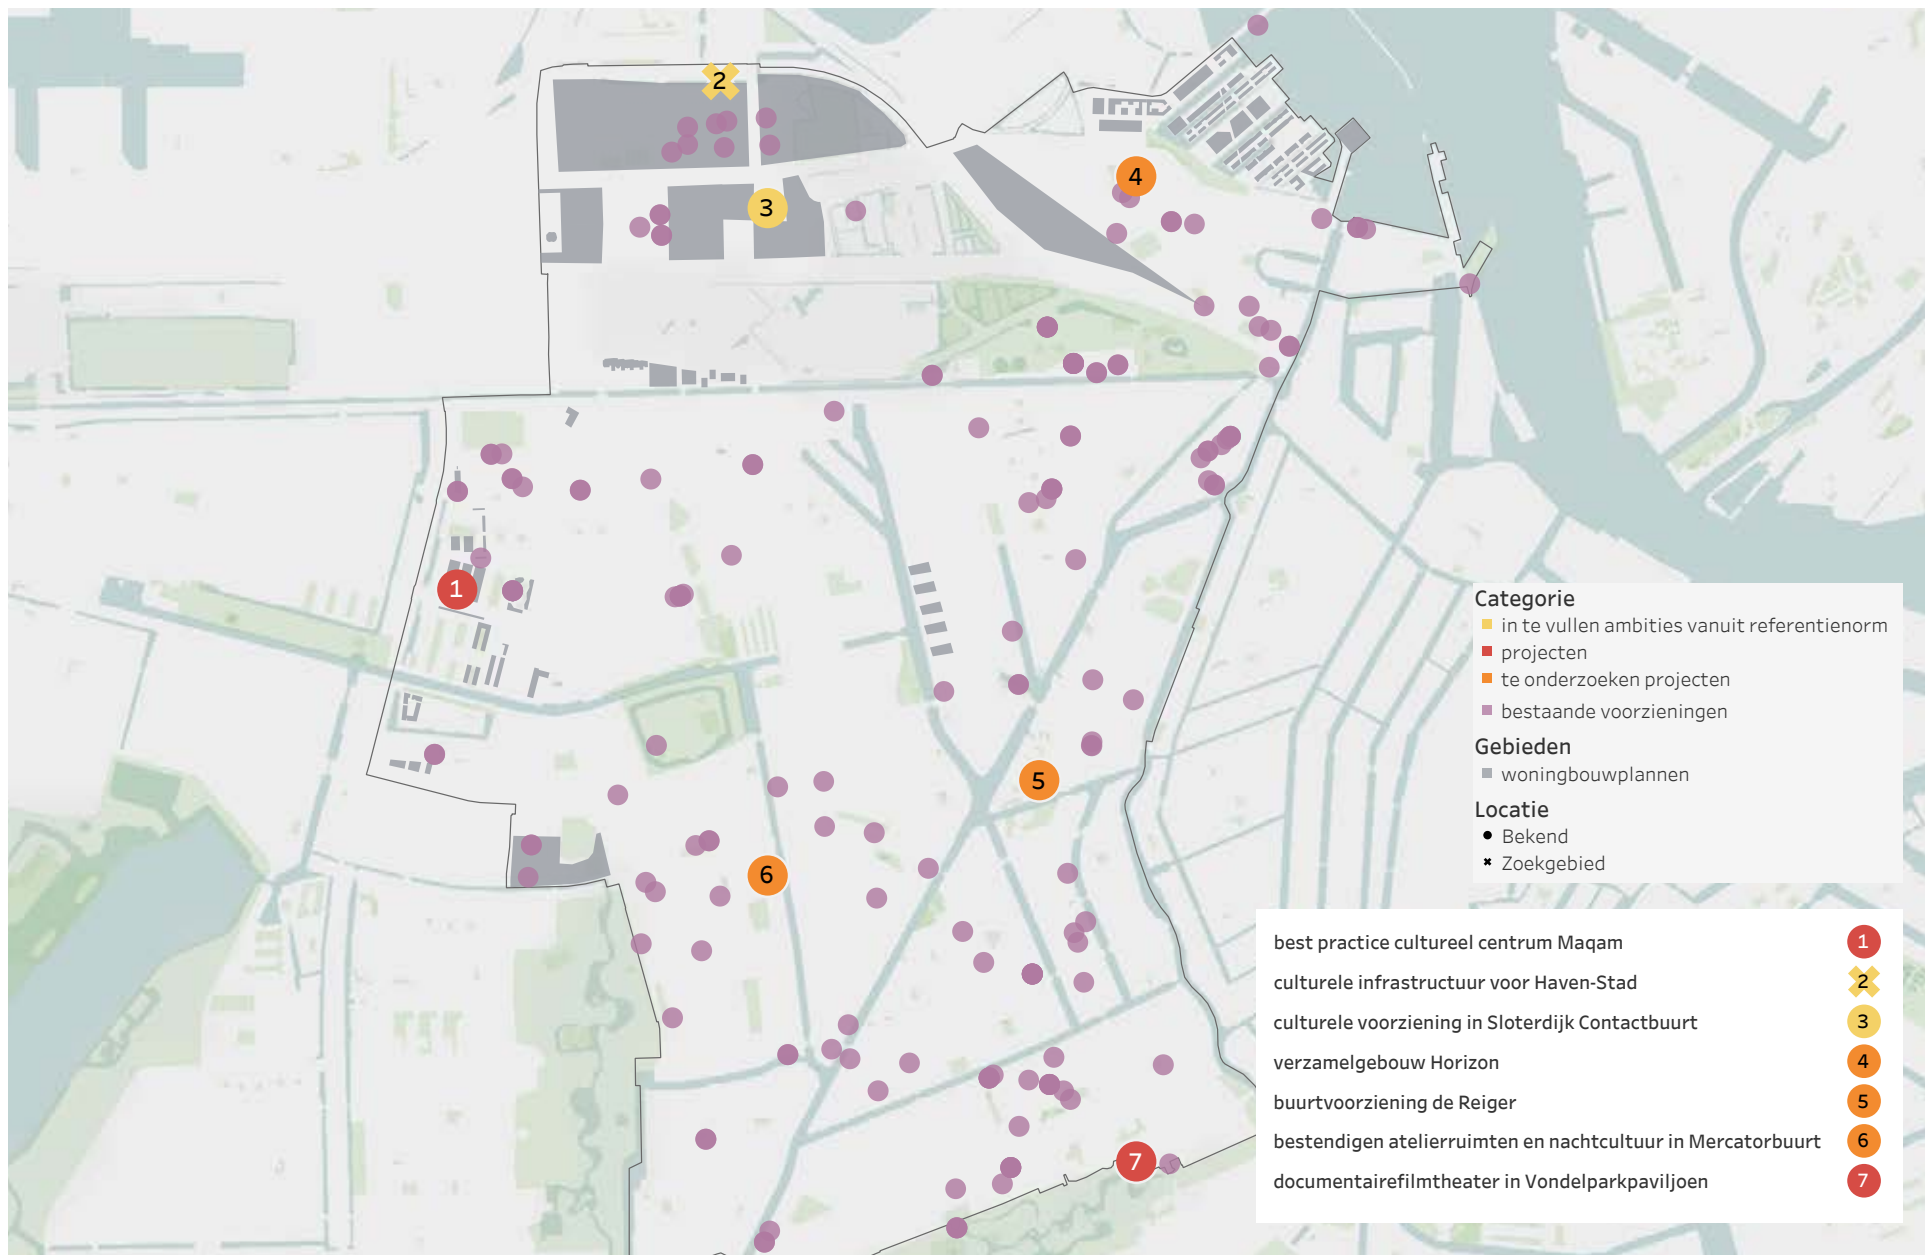 2
3
4
1
5
6
7
Categorie
in te vullen ambities vanuit referentienorm
projecten
te onderzoeken projecten
bestaande voorzieningen
Gebieden
woningbouwplannen
Locatie
Bekend
Zoekgebied
best practice cultureel centrum Maqam 1
culturele infrastructuur voor Haven-Stad 2
culturele voorziening in Sloterdijk Contactbuurt 3
verzamelgebouw Horizon 4
buurtvoorziening de Reiger 5
bestendigen atelierruimten en nachtcultuur in Mercatorbuurt 6
documentairefilmtheater in Vondelparkpaviljoen 7